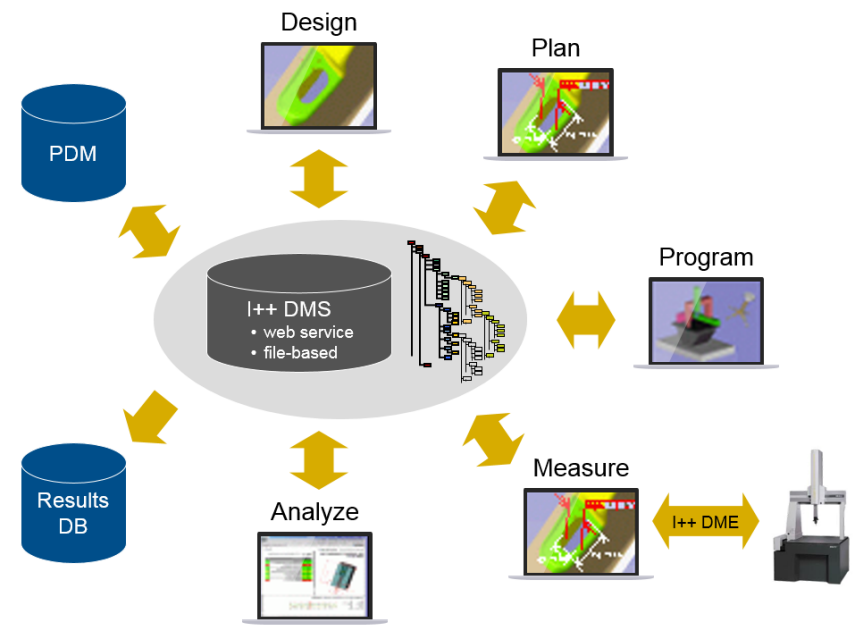 Design
Plan
PDM
Program
I++ DMS
• web service
• file-based
Measure
Results
DB
Analyze
I++ DME